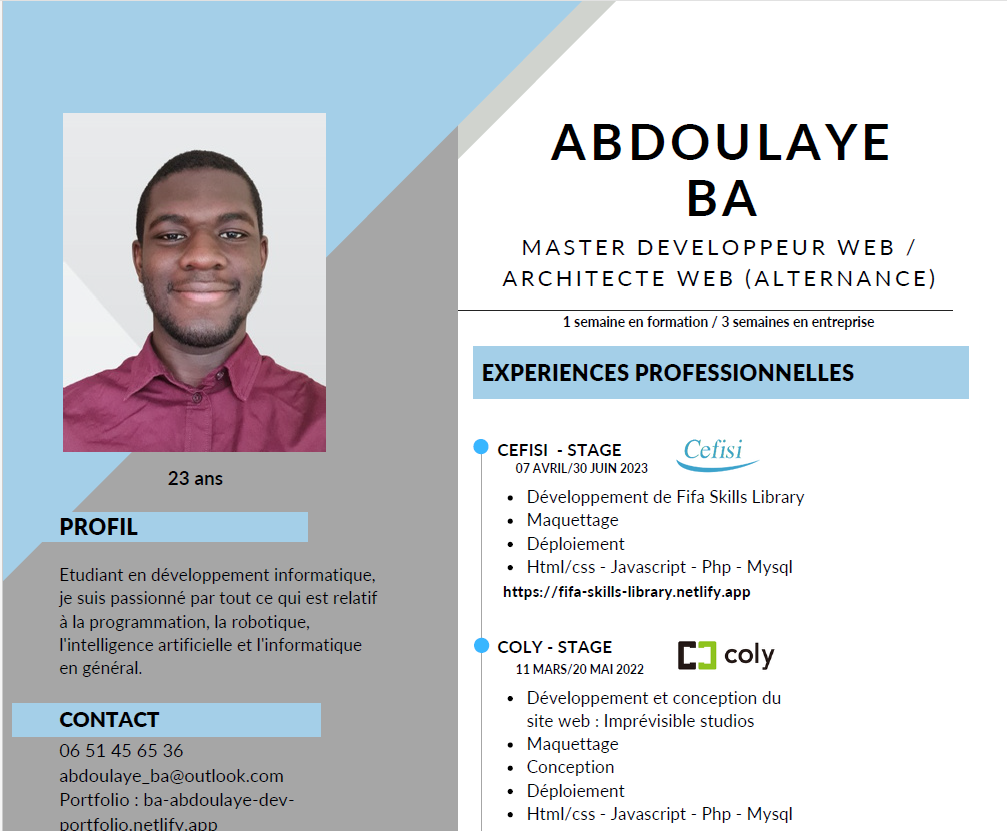 ABDOULAYE
BA
MASTER DEVELOPPEUR WEB /
ARCHITECTE WEB (ALTERNANCE)
1 semaine en formation / 3 semaines en entreprise
23 ans
PROFIL
Etudiant en développement informatique,
je suis passionné par tout ce qui est relatif
à la programmation, la robotique,
l'intelligence artificielle et l'informatique
en général.
CONTACT
06 51 45 65 36
abdoulaye_ba@outlook.com
Portfolio : ba-abdoulaye-dev-
portfolio.netlify.app
EXPERIENCES PROFESSIONNELLES
CEFISI - STAGE
Cefisi
07 AVRIL/30 JUIN 2023
• Développement de Fifa Skills Library
• Maquettage
• Déploiement
• Html/css - Javascript - Php - Mysql
https://fifa-skills-library.netlify.app
COLY - STAGE
coly
11 MARS/20 MAI 2022
• Développement et conception du
site web : Imprévisible studios
• Maquettage
• Conception
• Déploiement
• Html/css - Javascript - Php - Mysql